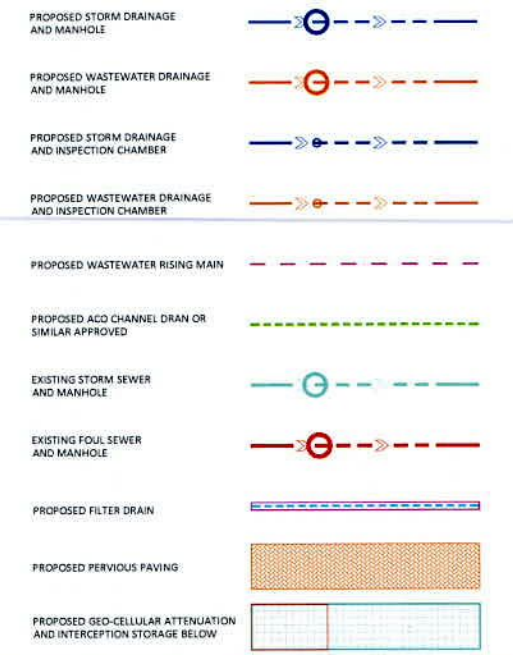 PROPOSED STORM DRAINAGE
AND MANHOLE
PROPOSED WASTEWATER DRAINAGE
AND MANHOLE
PROPOSED STORM DRAINAGE
AND INSPECTION CHAMBER
PROPOSED WASTEWATER DRAINAGE
AND INSPECTION CHAMBER
PROPOSED WASTEWATER RISING MAIN
PROPOSED ACO CHANNEL DRAN OR
SIMILAR APPROVED
EXISTING STORM SEWER
AND MANHOLE
EXISTING FOUL SEWER
AND MANHOLE
PROPOSED FILTER DRAIN
PROPOSED PERVIOUS PAVING
PROPOSED GEO-CELLULAR ATTENUATION
AND INTERCEPTION STORAGE BELOW